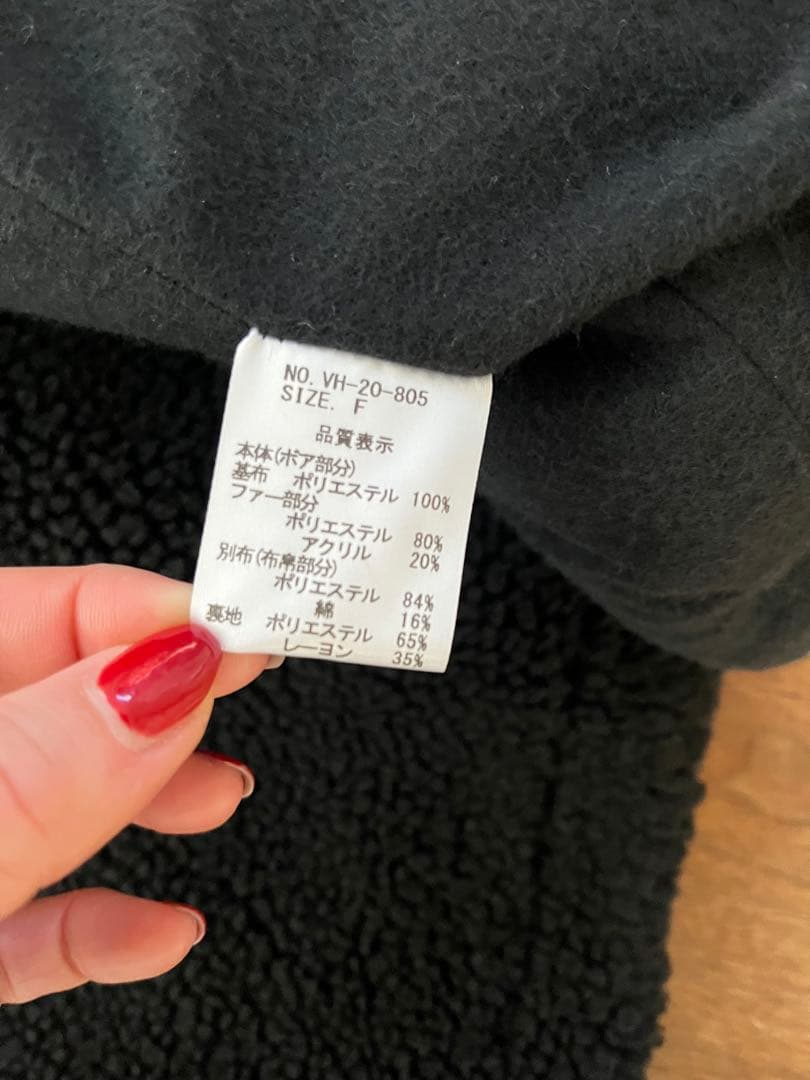 NO. VH-20-805
SIZE. F
品質表示
本体(ボア部分)
基布 ポリエステル 100%
ファー部分
ポリエステル 80%
アクリル 20%
別布(布帛部分)
ポリエステル 84%
綿 16%
裏地 ポリエステル 65%
レーヨン 35%